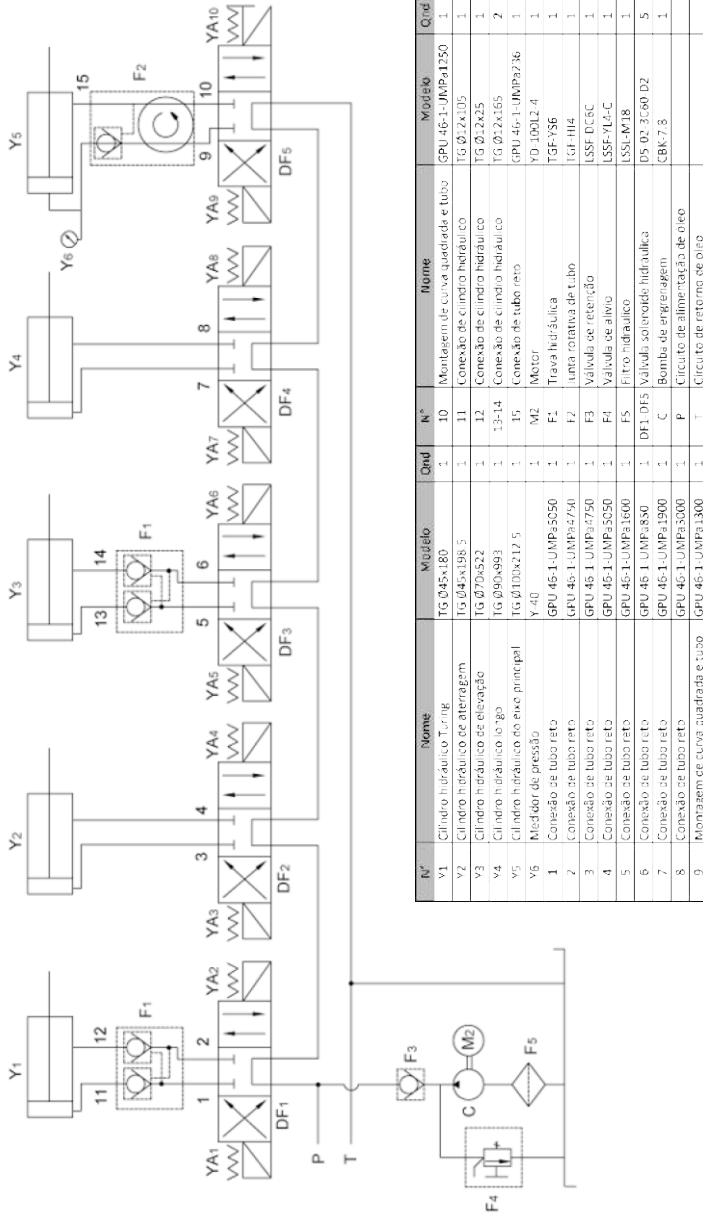 Y1 Y2 Y3 Y4 Y5
Y6
11 12 F1
13 14 F1
15 F2
YA1 1 2 YA2
YA3 3 4 YA4
YA5 5 6 YA6
YA7 7 8 YA8
YA9 9 10 YA10
DF1 DF2 DF3 DF4 DF5
P
T
F3
M2
C
F4
F5
N° Nome Modelo Qnd N° Nome Modelo Qnd
Y1 Cilindro hidráulico Turing TG Ø45x180 1 10 Montagem de curva quadrada e tubo GPU 46-1-UMPa1250 1
Y2 Cilindro hidráulico de aterragem TG Ø45x198.5 1 11 Conexão de cilindro hidráulico TG Ø12x105 1
Y3 Cilindro hidráulico de elevação TG Ø70x522 1 12 Conexão de cilindro hidráulico TG Ø12x25 1
Y4 Cilindro hidráulico longo TG Ø90x993 1 13-14 Conexão de cilindro hidráulico TG Ø12x165 2
Y5 Cilindro hidráulico do eixo principal TG Ø100x212.5 1 15 Conexão de tubo reto GPU 46-1-UMPa236 1
Y6 Medidor de pressão Y-40 1 M2 Motor YD 100L2-4 1
1 Conexão de tubo reto GPU 46-1-UMPa5050 1 F1 Trava hidráulica TGF-YS6 1
2 Conexão de tubo reto GPU 46-1-UMPa4750 1 F2 Junta rotativa de tubo TGF-H14 1
3 Conexão de tubo reto GPU 46-1-UMPa4750 1 F3 Válvula de retenção LSSF-DC6C 1
4 Conexão de tubo reto GPU 46-1-UMPa5050 1 F4 Válvula de alívio LSSF-YL4-C 1
5 Conexão de tubo reto GPU 46-1-UMPa1600 1 F5 Filtro hidráulico LSSL-M18 1
6 Conexão de tubo reto GPU 46-1-UMPa850 1 DF1-DF5 Válvula solenoide hidráulica D5-02-3C60-D2 5
7 Conexão de tubo reto GPU 46-1-UMPa1900 1 C Bomba de engrenagem CBK-7.8 1
8 Conexão de tubo reto GPU 46-1-UMPa3000 1 P Circuito de alimentação de óleo
9 Montagem de curva quadrada e tubo GPU 46-1-UMPa1300 1 T Circuito de retorno de óleo